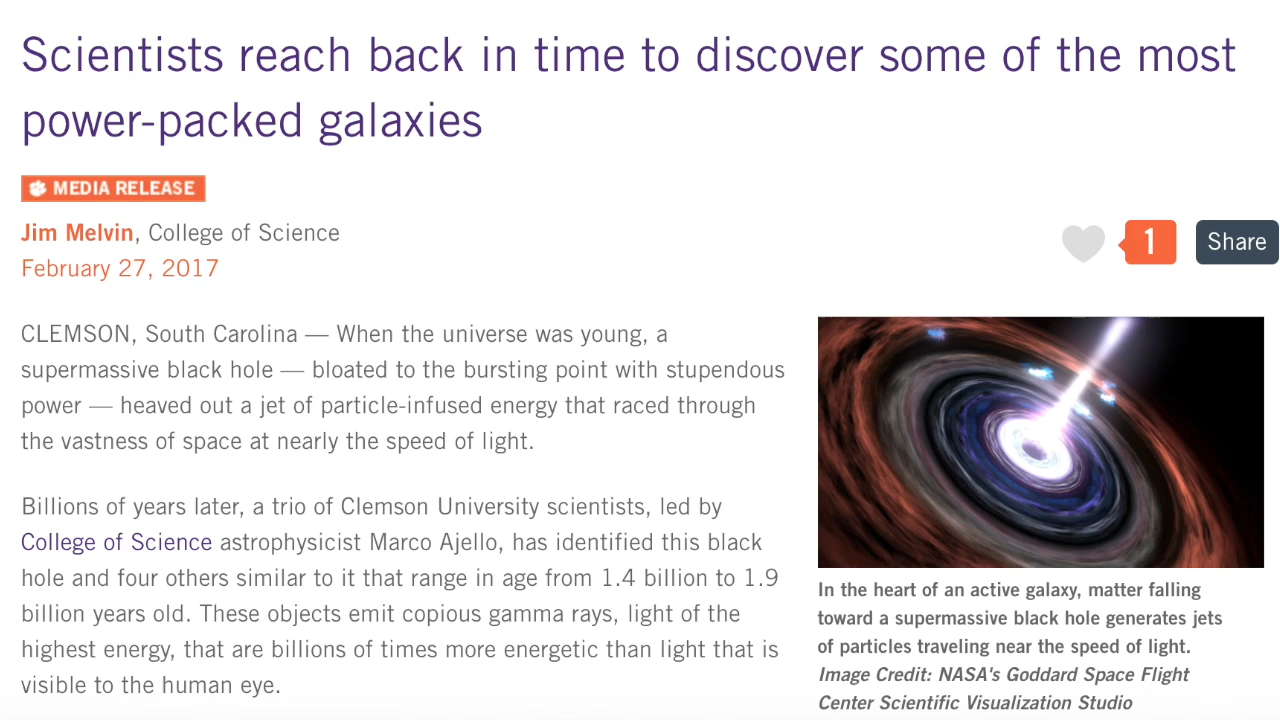 Scientists reach back in time to discover some of the most
power-packed galaxies
MEDIA RELEASE
Jim Melvin, College of Science
February 27, 2017
1
Share
CLEMSON, South Carolina — When the universe was young, a
supermassive black hole — bloated to the bursting point with stupendous
power — heaved out a jet of particle-infused energy that raced through
the vastness of space at nearly the speed of light.
Billions of years later, a trio of Clemson University scientists, led by
College of Science astrophysicist Marco Ajello, has identified this black
hole and four others similar to it that range in age from 1.4 billion to 1.9
billion years old. These objects emit copious gamma rays, light of the
highest energy, that are billions of times more energetic than light that is
visible to the human eye.
In the heart of an active galaxy, matter falling
toward a supermassive black hole generates jets
of particles traveling near the speed of light.
Image Credit: NASA's Goddard Space Flight
Center Scientific Visualization Studio